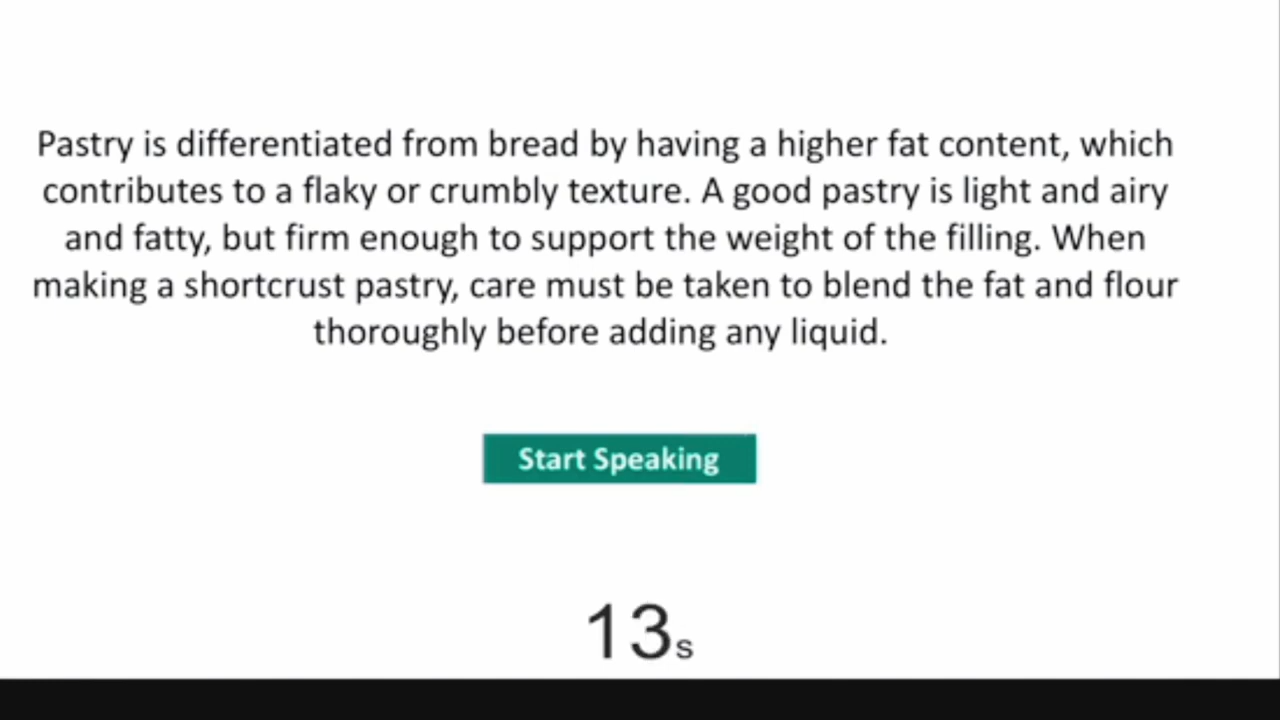 Pastry is differentiated from bread by having a higher fat content, which
contributes to a flaky or crumbly texture. A good pastry is light and airy
and fatty, but firm enough to support the weight of the filling. When
making a shortcrust pastry, care must be taken to blend the fat and flour
thoroughly before adding any liquid.
Start Speaking
13s